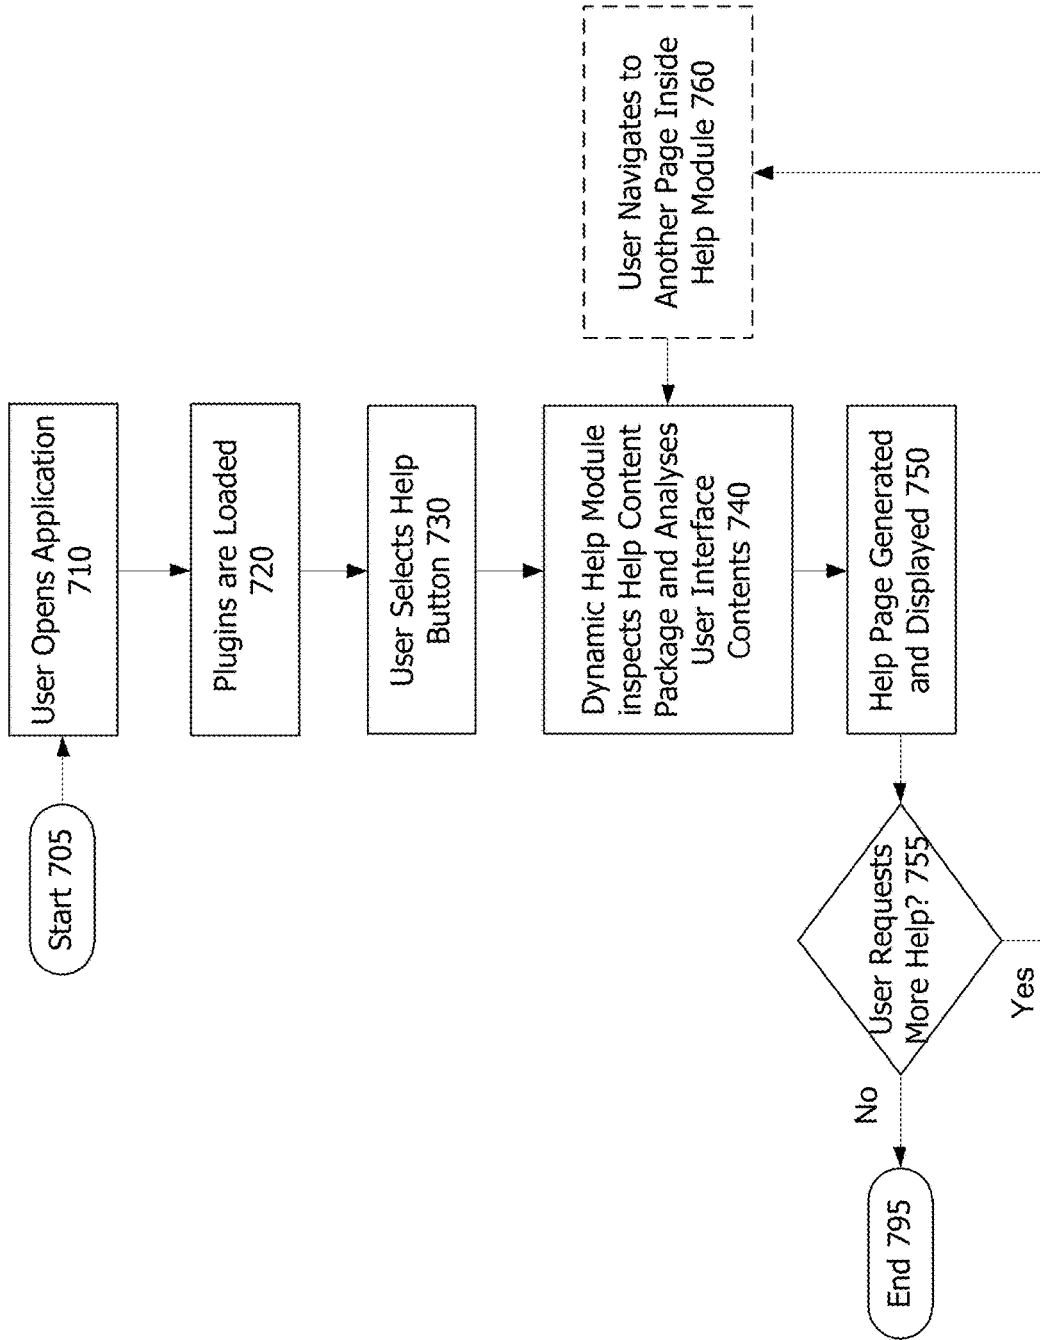 Start 705
User Opens Application
710
Plugins are Loaded
720
User Selects Help
Button 730
Dynamic Help Module
inspects Help Content
Package and Analyses
User Interface
Contents 740
User Navigates to
Another Page Inside
Help Module 760
Help Page Generated
and Displayed 750
User Requests
More Help? 755
No
Yes
End 795